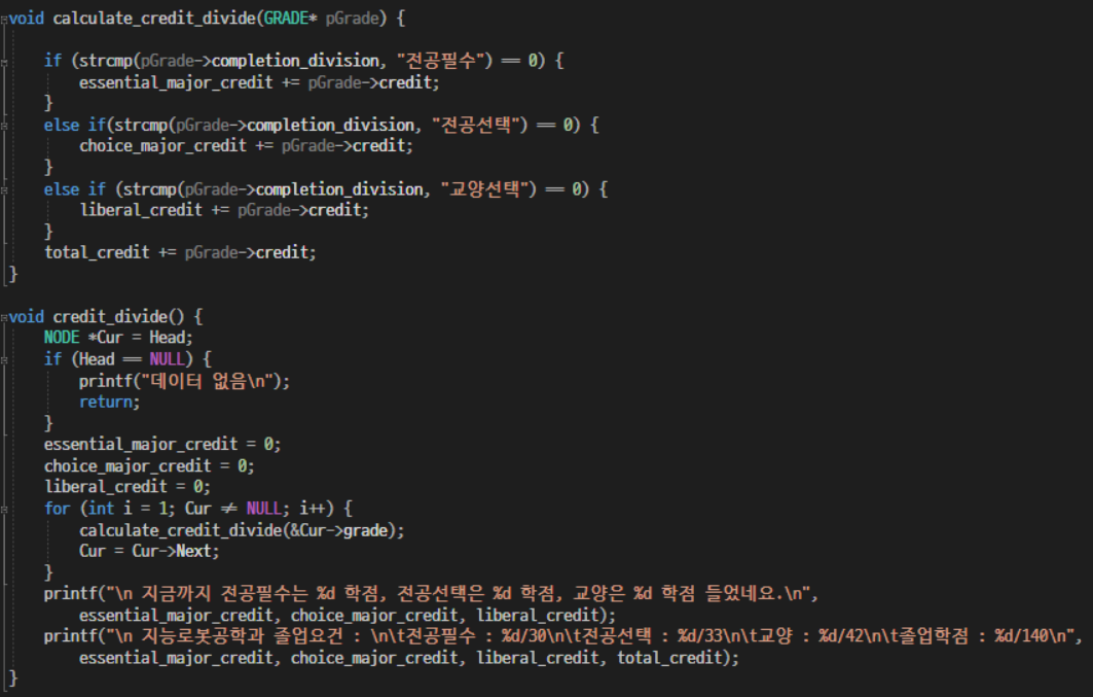 void calculate_credit_divide(GRADE* pGrade) {
if (strcmp(pGrade->completion_division, "전공필수") == 0) {
essential_major_credit += pGrade->credit;
}
else if(strcmp(pGrade->completion_division, "전공선택") == 0) {
choice_major_credit += pGrade->credit;
}
else if (strcmp(pGrade->completion_division, "교양선택") == 0) {
liberal_credit += pGrade->credit;
}
total_credit += pGrade->credit;
}
void credit_divide() {
NODE *Cur = Head;
if (Head == NULL) {
printf("데이터 없음\n");
return;
}
essential_major_credit = 0;
choice_major_credit = 0;
liberal_credit = 0;
for (int i = 1; Cur ≠ NULL; i++) {
calculate_credit_divide(&Cur->grade);
Cur = Cur->Next;
}
printf("\n 지금까지 전공필수는 %d 학점, 전공선택은 %d 학점, 교양은 %d 학점 들었네요.\n",
essential_major_credit, choice_major_credit, liberal_credit);
printf("\n 지능로봇공학과 졸업요건 : \n\t전공필수 : %d/30\n\t전공선택 : %d/33\n\t교양 : %d/42\n\t졸업학점 : %d/140\n",
essential_major_credit, choice_major_credit, liberal_credit, total_credit);
}